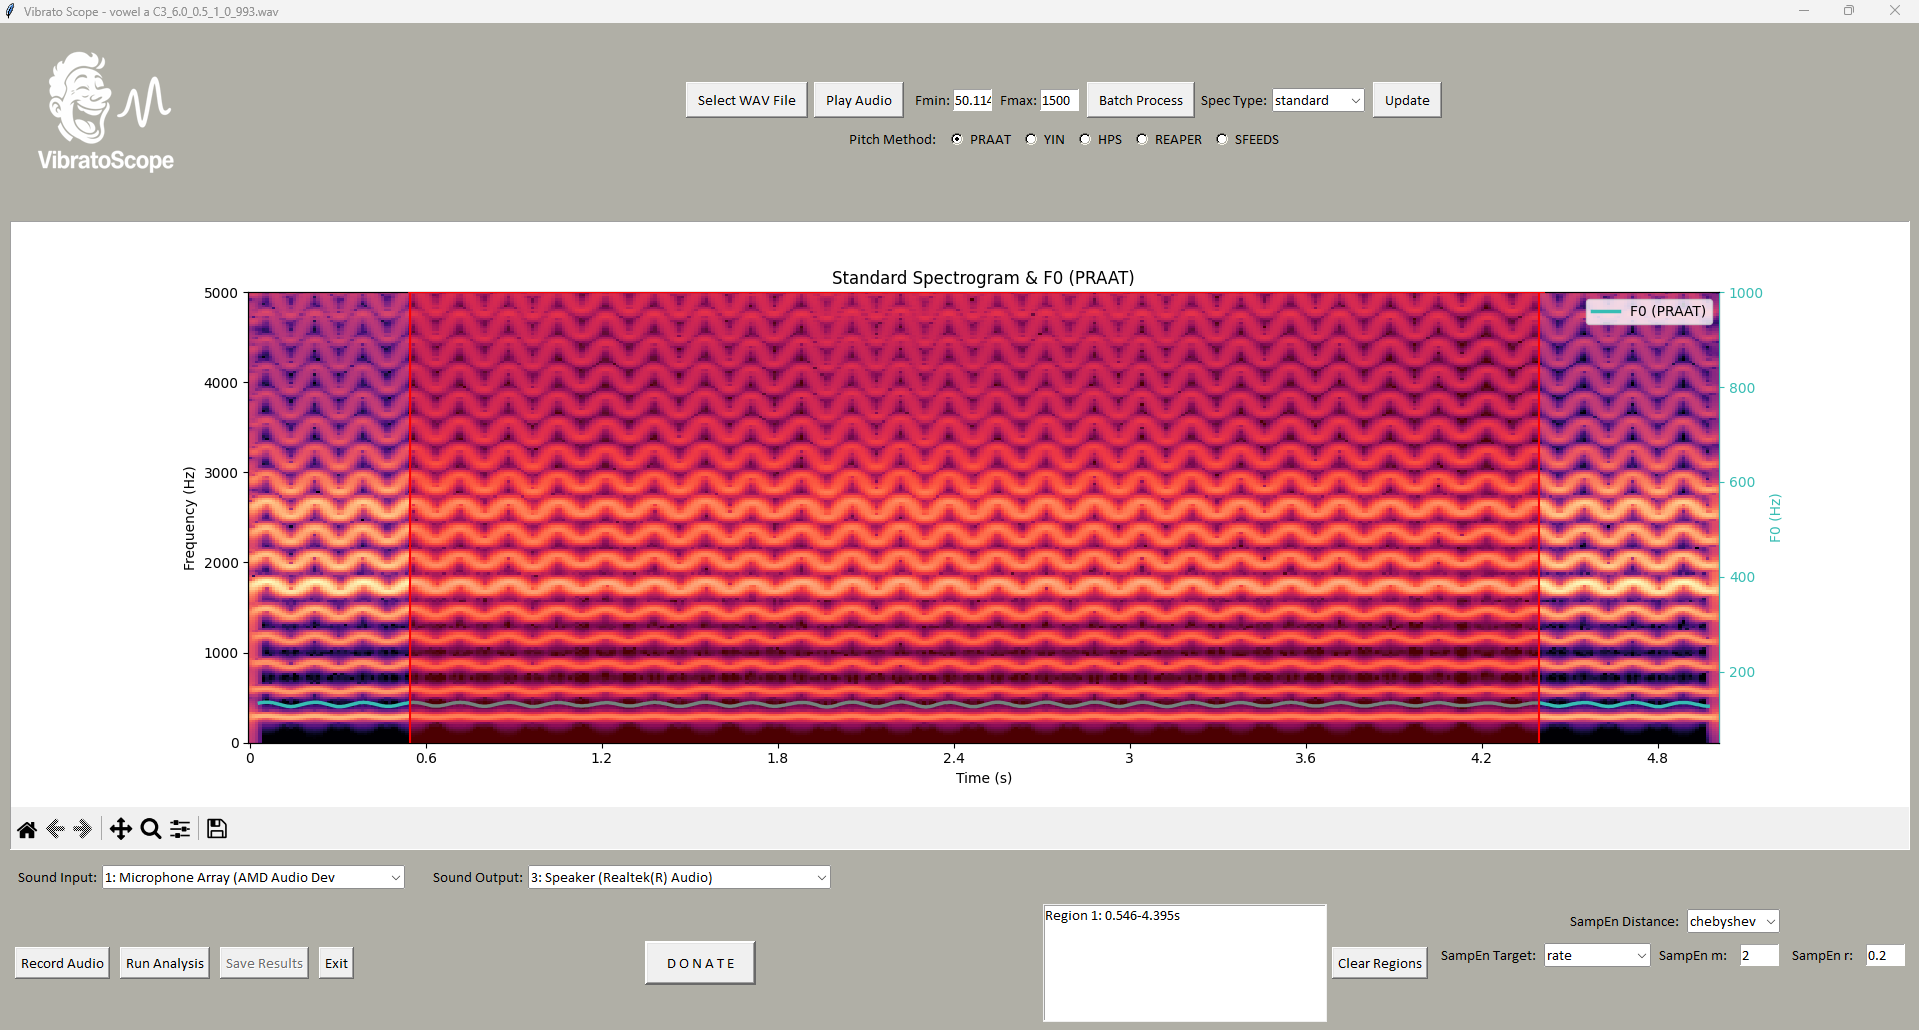 Vibrato Scope - vowel a C3_6.0_0.5_1_0_993.wav
VibratoScope
Select WAV File Play Audio Fmin: 50.114 Fmax: 1500 Batch Process Spec Type: standard Update
Pitch Method: PRAAT YIN HPS REAPER SFEEDS
Standard Spectrogram & F0 (PRAAT)
F0 (PRAAT)
Frequency (Hz)
5000
4000
3000
2000
1000
0
1000
800
600
400
200
F0 (Hz)
0 0.6 1.2 1.8 2.4 3 3.6 4.2 4.8
Time (s)
Sound Input: 1: Microphone Array (AMD Audio Dev Sound Output: 3: Speaker (Realtek(R) Audio)
Region 1: 0.546-4.395s
SampEn Distance: chebyshev
Record Audio Run Analysis Save Results Exit D O N A T E Clear Regions SampEn Target: rate SampEn m: 2 SampEn r: 0.2